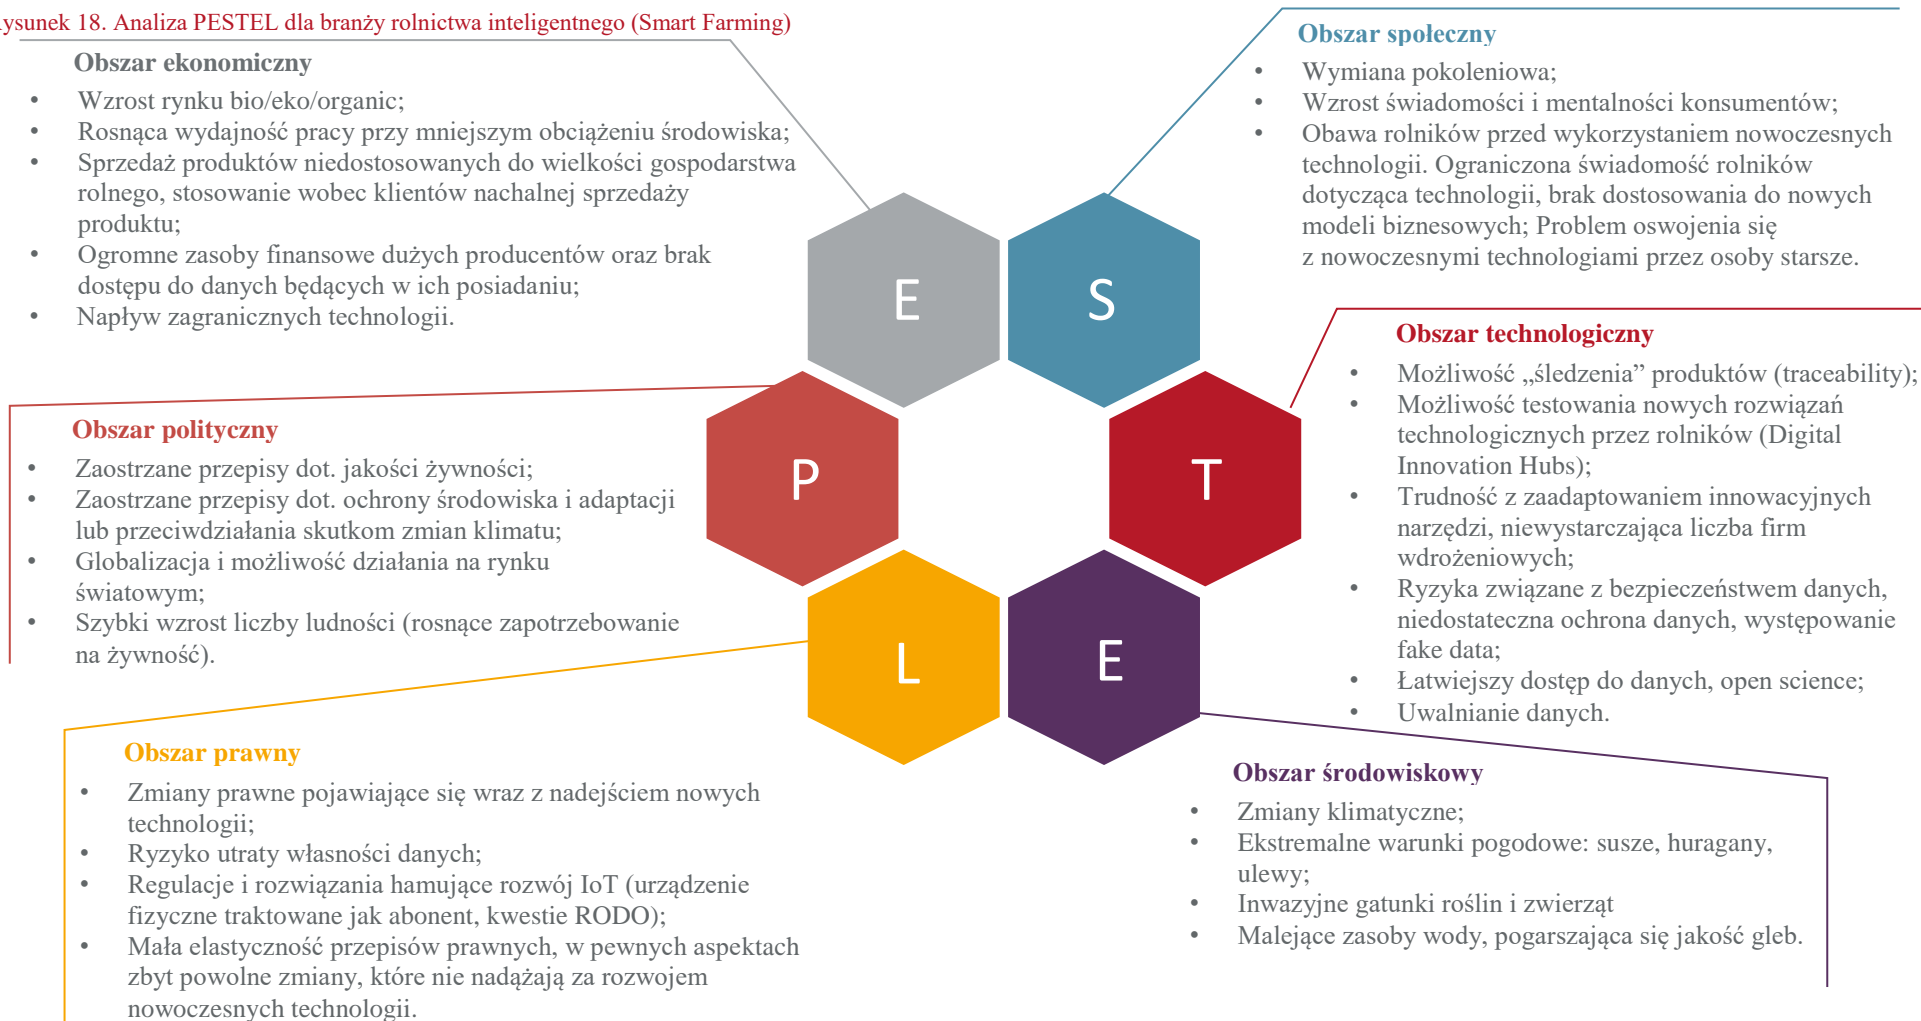 ysunek 18. Analiza PESTEL dla branży rolnictwa inteligentnego (Smart Farming)
Obszar ekonomiczny
• Wzrost rynku bio/eko/organic;
• Rosnąca wydajność pracy przy mniejszym obciążeniu środowiska;
• Sprzedaż produktów niedostosowanych do wielkości gospodarstwa
rolnego, stosowanie wobec klientów nachalnej sprzedaży
produktu;
• Ogromne zasoby finansowe dużych producentów oraz brak
dostępu do danych będących w ich posiadaniu;
• Napływ zagranicznych technologii.
Obszar społeczny
• Wymiana pokoleniowa;
• Wzrost świadomości i mentalności konsumentów;
• Obawa rolników przed wykorzystaniem nowoczesnych
technologii. Ograniczona świadomość rolników
dotycząca technologii, brak dostosowania do nowych
modeli biznesowych; Problem oswojenia się
z nowoczesnymi technologiami przez osoby starsze.
E
S
Obszar polityczny
• Zaostrzane przepisy dot. jakości żywności;
• Zaostrzane przepisy dot. ochrony środowiska i adaptacji
lub przeciwdziałania skutkom zmian klimatu;
• Globalizacja i możliwość działania na rynku
światowym;
• Szybki wzrost liczby ludności (rosnące zapotrzebowanie
na żywność).
P
T
Obszar technologiczny
• Możliwość „śledzenia” produktów (traceability);
• Możliwość testowania nowych rozwiązań
technologicznych przez rolników (Digital
Innovation Hubs);
• Trudność z zaadaptowaniem innowacyjnych
narzędzi, niewystarczająca liczba firm
wdrożeniowych;
• Ryzyka związane z bezpieczeństwem danych,
niedostateczna ochrona danych, występowanie
fake data;
• Łatwiejszy dostęp do danych, open science;
• Uwalnianie danych.
L
E
Obszar prawny
• Zmiany prawne pojawiające się wraz z nadejściem nowych
technologii;
• Ryzyko utraty własności danych;
• Regulacje i rozwiązania hamujące rozwój IoT (urządzenie
fizyczne traktowane jak abonent, kwestie RODO);
• Mała elastyczność przepisów prawnych, w pewnych aspektach
zbyt powolne zmiany, które nie nadążają za rozwojem
nowoczesnych technologii.
Obszar środowiskowy
• Zmiany klimatyczne;
• Ekstremalne warunki pogodowe: susze, huragany,
ulewy;
• Inwazyjne gatunki roślin i zwierząt
• Malejące zasoby wody, pogarszająca się jakość gleb.